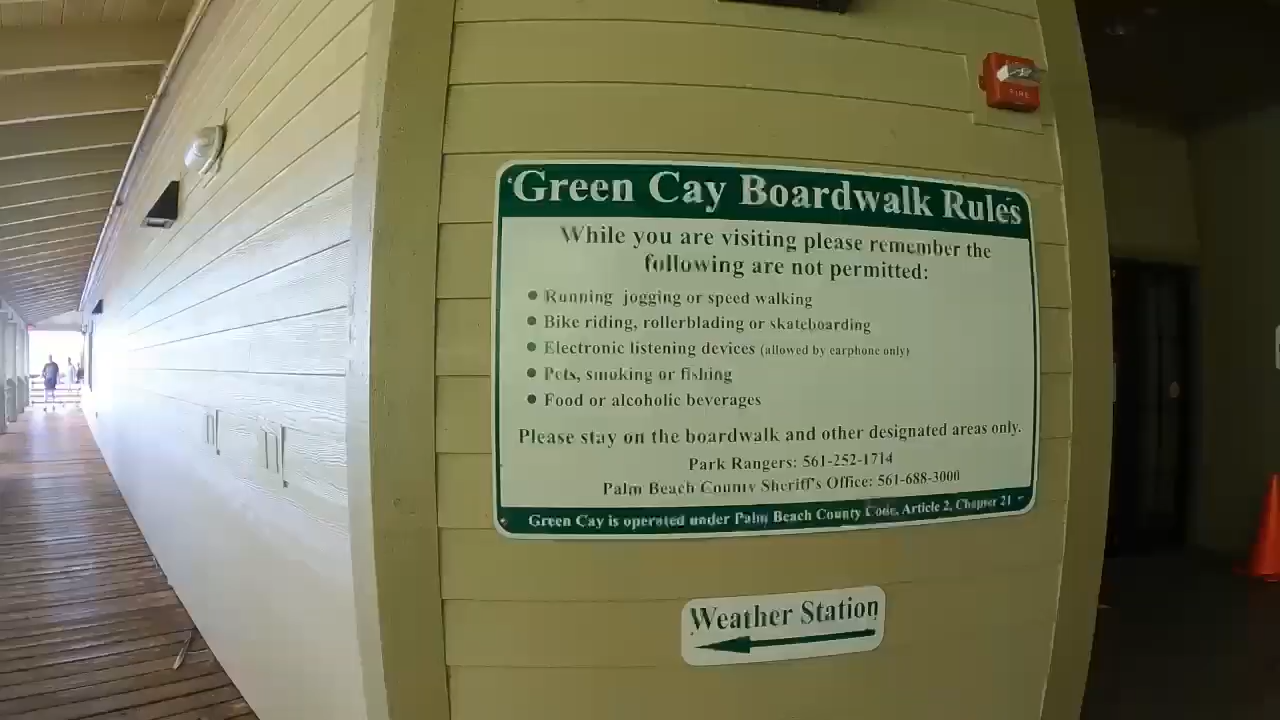 FIRE
Green Cay Boardwalk Rules
While you are visiting please remember the
following are not permitted:
● Running jogging or speed walking
● Bike riding, rollerblading or skateboarding
● Electronic listening devices (allowed by earphone only)
● Pets, smoking or fishing
● Food or alcoholic beverages
Please stay on the boardwalk and other designated areas only.
Park Rangers: 561-252-1714
Palm Beach County Sheriff's Office: 561-688-3000
Green Cay is operated under Palm Beach County Code, Article 2, Chapter 21
Weather Station